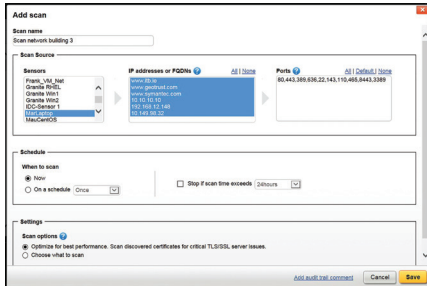 Add scan
Scan name
Scan network building 3
Scan Source
Sensors
IP addresses or FQDNs ? All | None
Ports ? All | Default | None
Frank_VM_Net
Granite RHEL
Granite Win1
Granite Win2
IDC-Sensor 1
MarLaptop
MauCentOS
www.itb.ie
www.geotrust.com
www.symantec.com
10.10.10.10
192.168.12.148
10.149.98.32
80,443,389,636,22,143,110,465,8443,3389
Schedule
When to scan
Now
On a schedule Once
Stop if scan time exceeds 24hours
Settings
Scan options ?
Optimize for best performance. Scan discovered certificates for critical TLS/SSL server issues.
Choose what to scan
Add audit trail comment Cancel Save